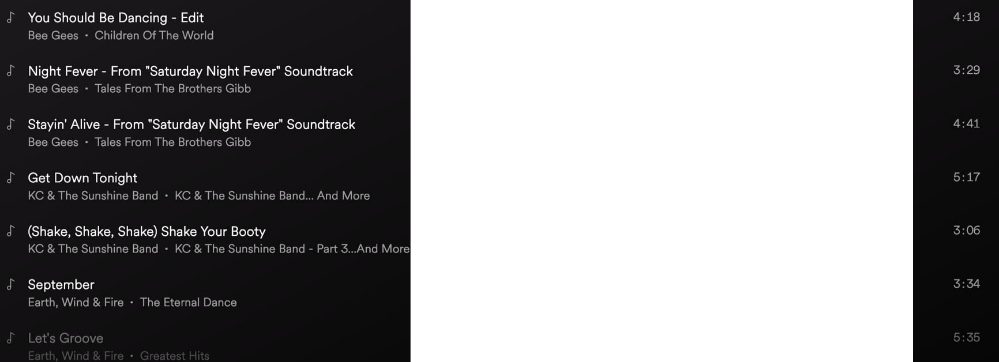 You Should Be Dancing - Edit 4:18
Bee Gees • Children Of The World
Night Fever - From "Saturday Night Fever" Soundtrack 3:29
Bee Gees • Tales From The Brothers Gibb
Stayin' Alive - From "Saturday Night Fever" Soundtrack 4:41
Bee Gees • Tales From The Brothers Gibb
Get Down Tonight 5:17
KC & The Sunshine Band • KC & The Sunshine Band... And More
(Shake, Shake, Shake) Shake Your Booty 3:06
KC & The Sunshine Band • KC & The Sunshine Band - Part 3...And More
September 3:34
Earth, Wind & Fire • The Eternal Dance
Let's Groove 5:35
Earth, Wind & Fire • Greatest Hits